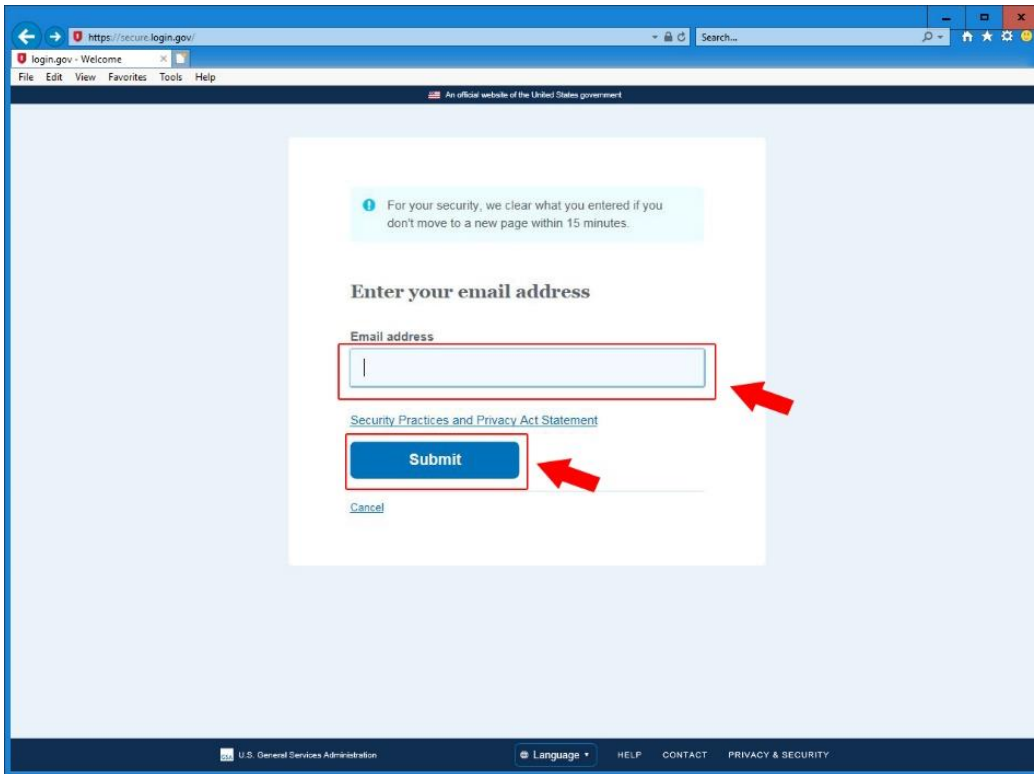 https://secure.login.gov/
Search...
login.gov - Welcome
File Edit View Favorites Tools Help
An official website of the United States government
For your security, we clear what you entered if you
don't move to a new page within 15 minutes.
Enter your email address
Email address
Security Practices and Privacy Act Statement
Submit
Cancel
GSA U.S. General Services Administration
Language HELP CONTACT PRIVACY & SECURITY